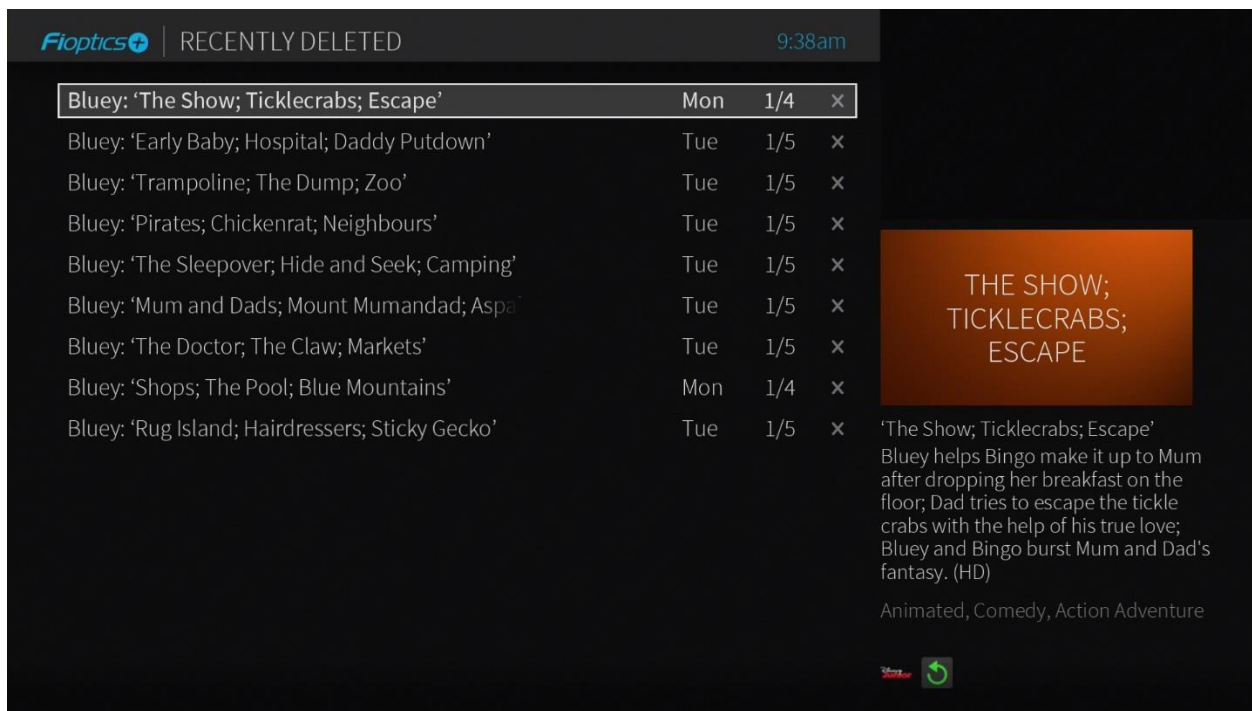 Fioptics+ RECENTLY DELETED 9:38am
Bluey: ‘The Show; Ticklecrabs; Escape’ Mon 1/4 ×
Bluey: ‘Early Baby; Hospital; Daddy Putdown’ Tue 1/5 ×
Bluey: ‘Trampoline; The Dump; Zoo’ Tue 1/5 ×
Bluey: ‘Pirates; Chickenrat; Neighbours’ Tue 1/5 ×
Bluey: ‘The Sleepover; Hide and Seek; Camping’ Tue 1/5 ×
Bluey: ‘Mum and Dads; Mount Mumandad; Aspa Tue 1/5 ×
Bluey: ‘The Doctor; The Claw; Markets’ Tue 1/5 ×
Bluey: ‘Shops; The Pool; Blue Mountains’ Mon 1/4 ×
Bluey: ‘Rug Island; Hairdressers; Sticky Gecko’ Tue 1/5 ×
THE SHOW;
TICKLECRABS;
ESCAPE
‘The Show; Ticklecrabs; Escape’
Bluey helps Bingo make it up to Mum
after dropping her breakfast on the
floor; Dad tries to escape the tickle
crabs with the help of his true love;
Bluey and Bingo burst Mum and Dad's
fantasy. (HD)
Animated, Comedy, Action Adventure
Disney Junior